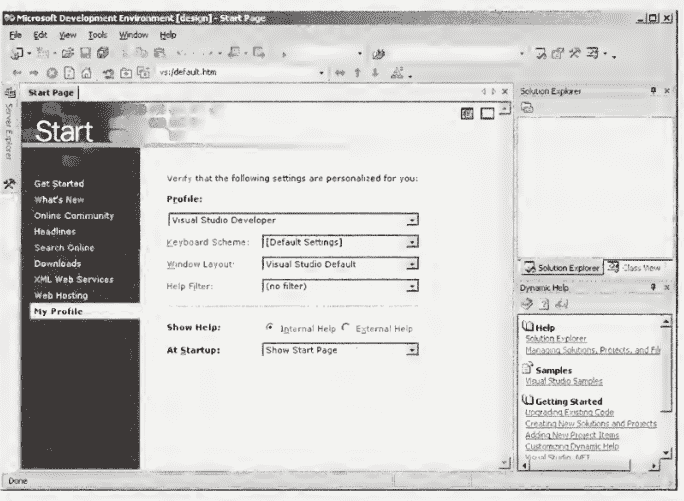 Microsoft Development Environment [design] - Start Page
File Edit View Tools Window Help
vs:/default.htm
Server Explorer
Start Page
Start
Get Started
What's New
Online Community
Headlines
Search Online
Downloads
XML Web Services
Web Hosting
My Profile
Verify that the following settings are personalized for you:
Profile:
Visual Studio Developer
Keyboard Scheme: [Default Settings]
Window Layout: Visual Studio Default
Help Filter: (no filter)
Show Help: Internal Help External Help
At Startup: Show Start Page
Solution Explorer
Solution Explorer Class View
Dynamic Help
Help
Solution Explorer
Managing Solutions, Projects, and Fil
Samples
Visual Studio Samples
Getting Started
Upgrading Existing Code
Creating New Solutions and Projects
Adding New Project Items
Customizing Dynamic Help
Visual Studio .NET
Done